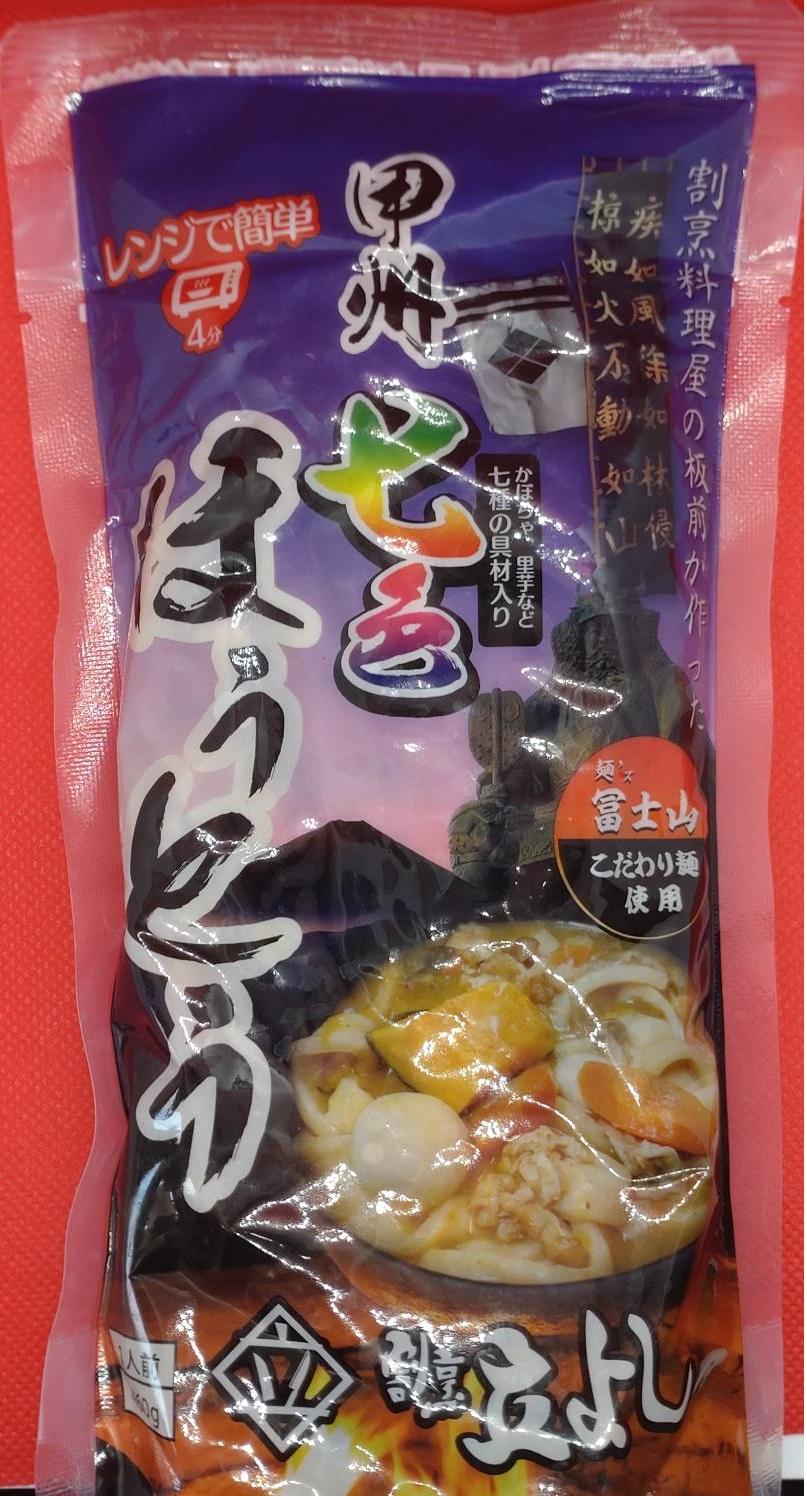 割烹料理屋の板前が作った
疾如風徐如林侵
掠如火不動如山
甲州
七色
ほうとう
レンジで簡単
4分
かぼちゃ、里芋など
七種の具材入り
麺'ズ
冨士山
こだわり麺
使用
1人前
割烹
立よし